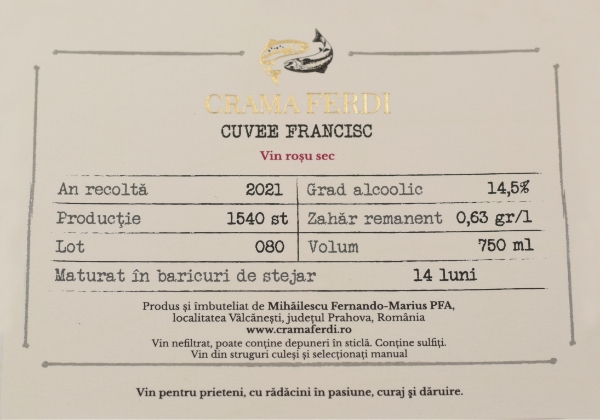 CRAMA FERDI
CUVEE FRANCISC
Vin roșu sec
An recoltă 2021 Grad alcoolic 14,5%
Producţie 1540 st Zahăr remanent 0,63 gr/l
Lot 080 Volum 750 ml
Maturat în baricuri de stejar 14 luni
Produs și îmbuteliat de Mihăilescu Fernando-Marius PFA,
localitatea Vâlcănești, județul Prahova, România
www.cramaferdi.ro
Vin nefiltrat, poate conține depuneri în sticlă. Conține sulfiți.
Vin din struguri culeși și selecționați manual
Vin pentru prieteni, cu rădăcini în pasiune, curaj şi dăruire.